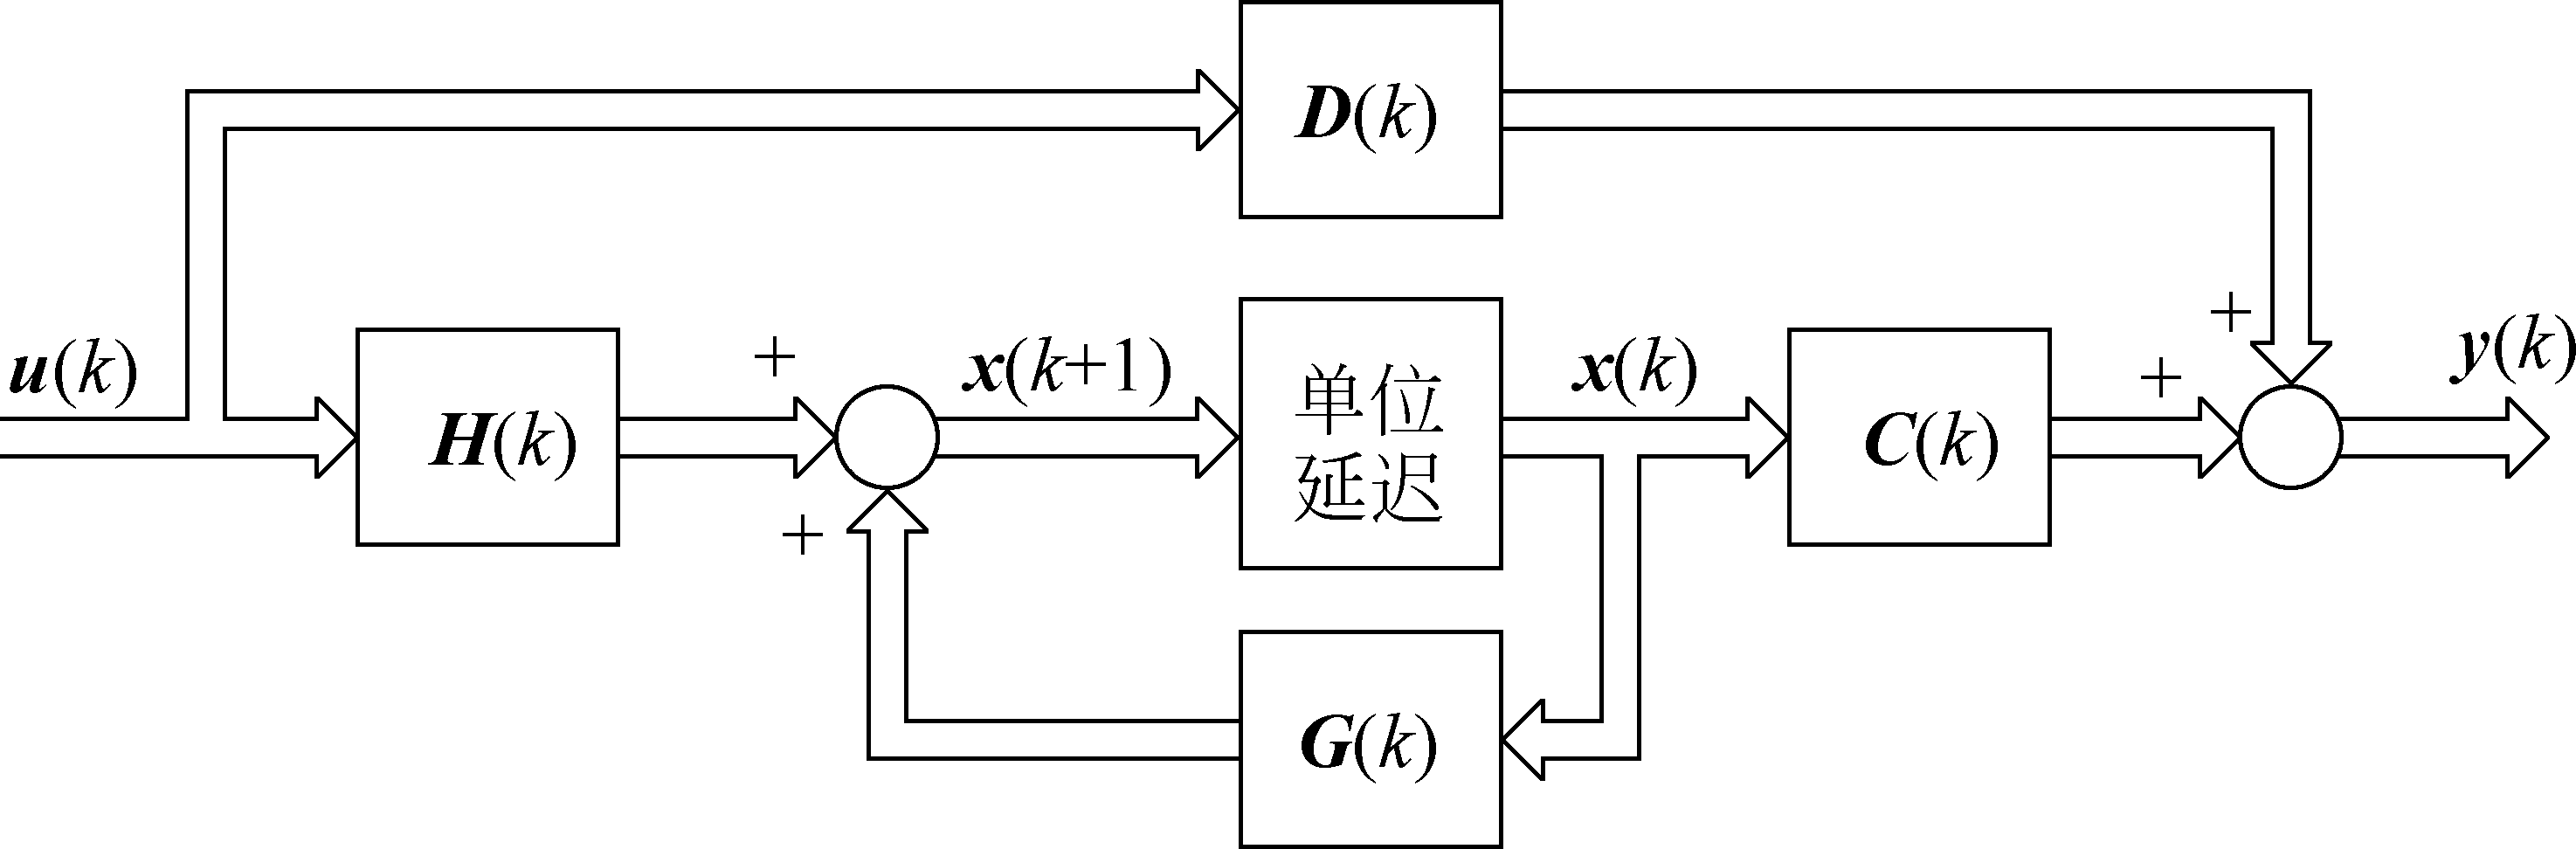 D(k)
u(k)
H(k)
+
+
x(k+1)
单位
延迟
x(k)
C(k)
+
+
y(k)
G(k)